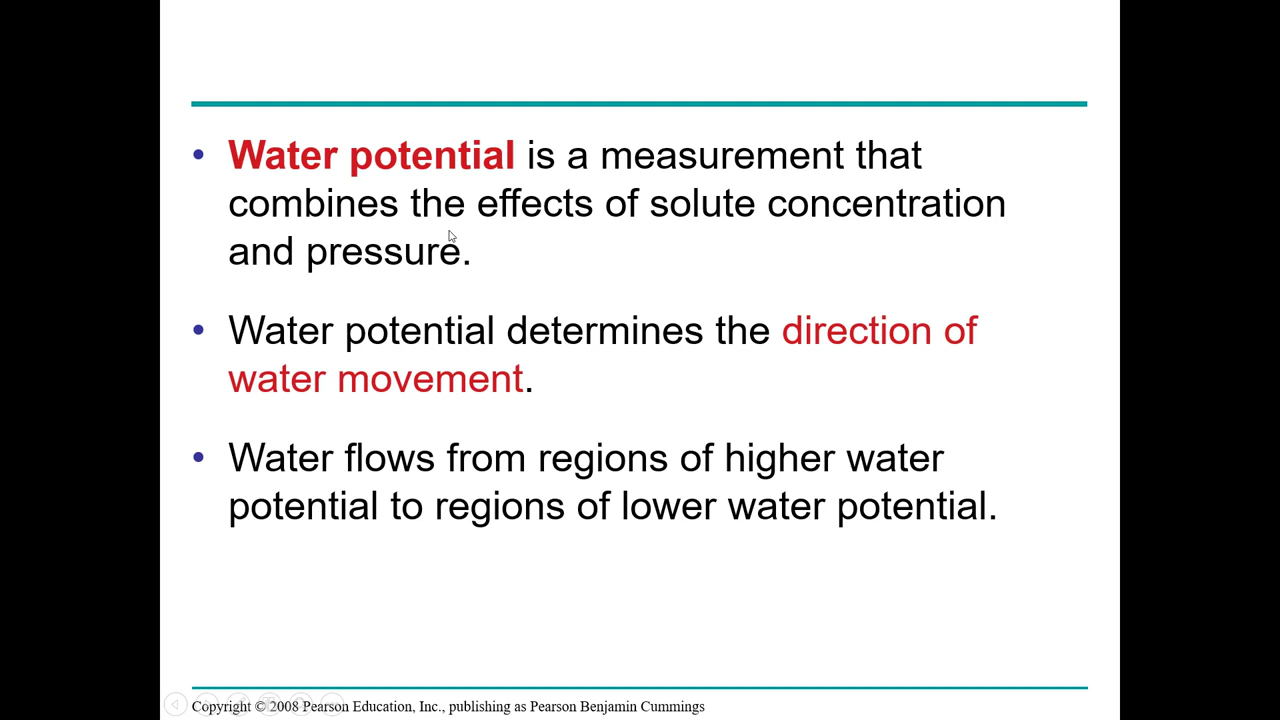 • Water potential is a measurement that
combines the effects of solute concentration
and pressure.
• Water potential determines the direction of
water movement.
• Water flows from regions of higher water
potential to regions of lower water potential.
Copyright © 2008 Pearson Education, Inc., publishing as Pearson Benjamin Cummings